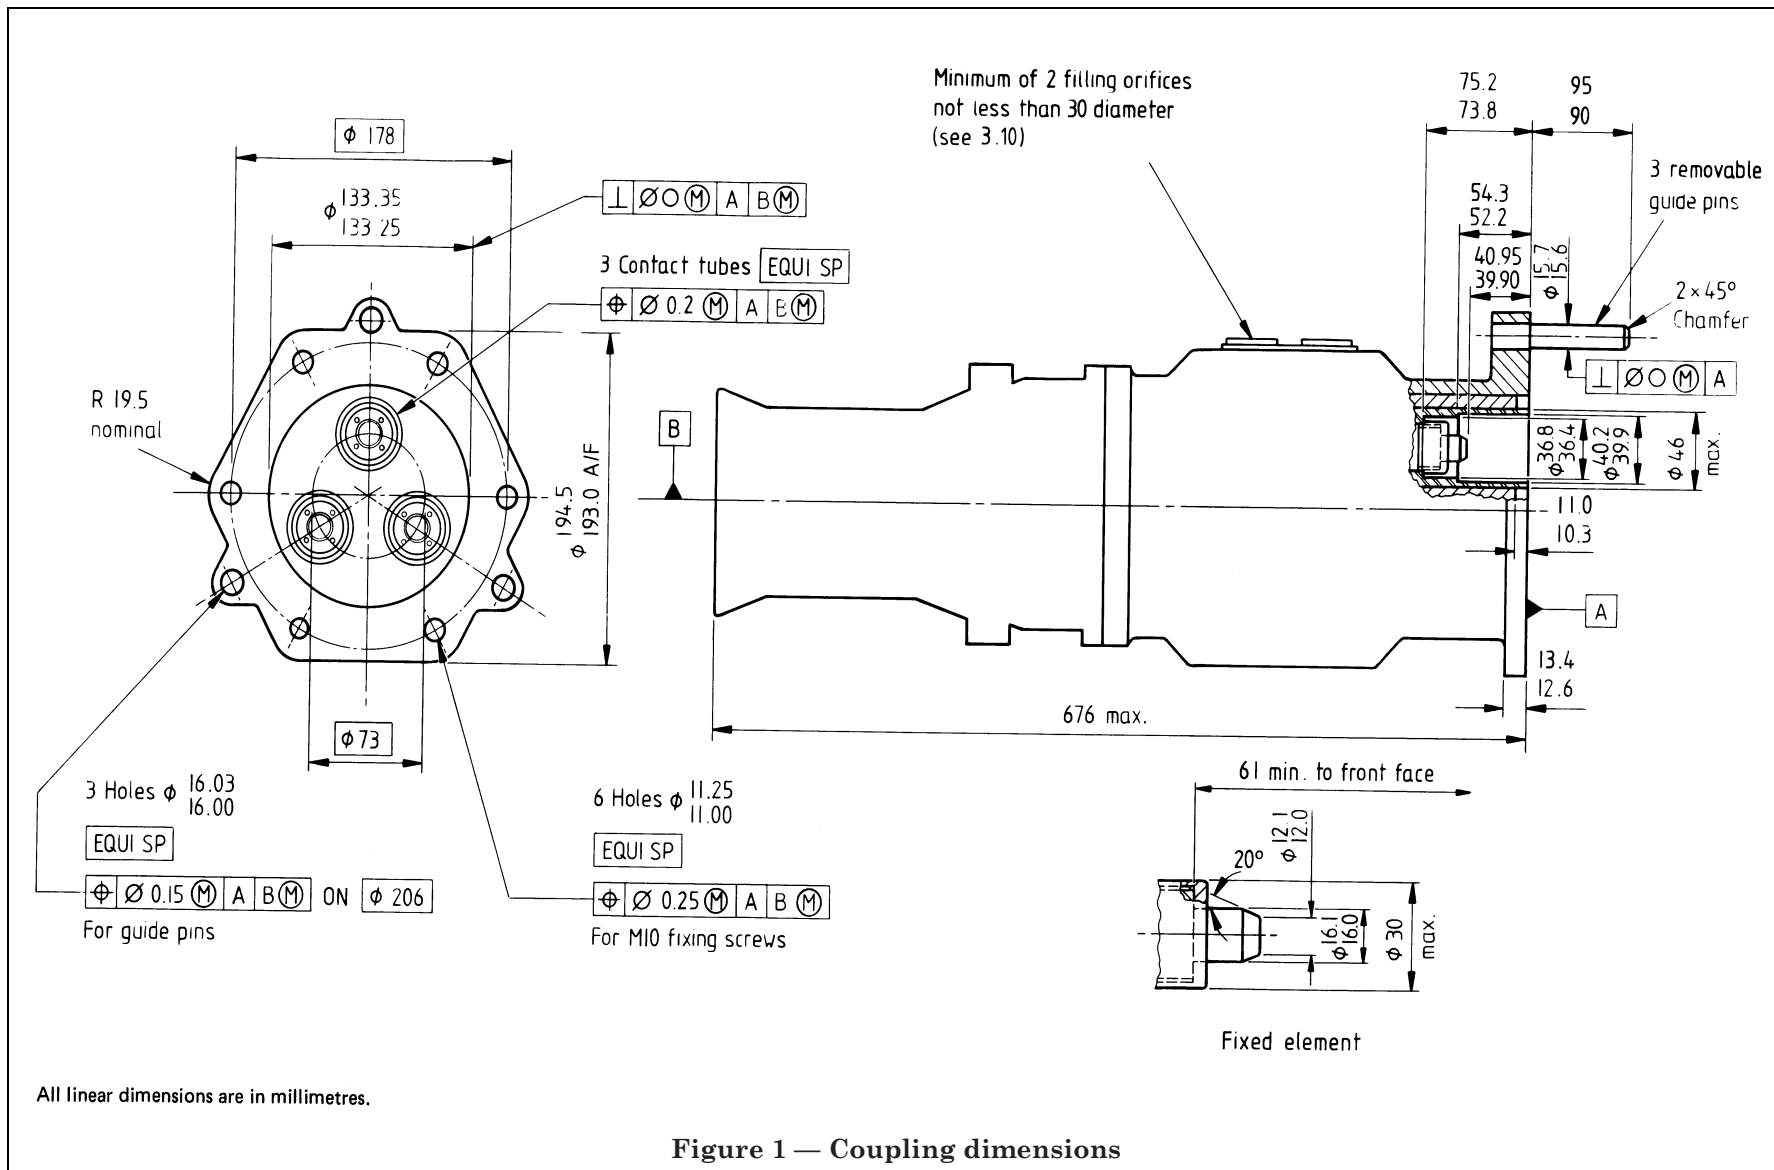 Minimum of 2 filling orifices
not less than 30 diameter
(see 3.10)
75.2
73.8
95
90
3 removable
guide pins
54.3
52.2
40.95
39.90
ϕ 15.7
15.6
2 × 45°
Chamfer
⊥ Ø O Ⓜ A
ϕ 178
ϕ 133.35
133.25
⊥ Ø O Ⓜ A B Ⓜ
3 Contact tubes EQUI SP
⌖ Ø 0.2 Ⓜ A B Ⓜ
R 19.5
nominal
ϕ 194.5
193.0 A/F
B
ϕ 36.8
36.4
ϕ 40.2
39.9
ϕ 46
max.
11.0
10.3
A
13.4
12.6
676 max.
ϕ 73
3 Holes ϕ 16.03
16.00
EQUI SP
⌖ Ø 0.15 Ⓜ A B Ⓜ ON ϕ 206
For guide pins
6 Holes ϕ 11.25
11.00
EQUI SP
⌖ Ø 0.25 Ⓜ A B Ⓜ
For M10 fixing screws
61 min. to front face
20°
ϕ 12.1
12.0
ϕ 16.1
16.0
ϕ 30
max.
Fixed element
All linear dimensions are in millimetres.
Figure 1 — Coupling dimensions